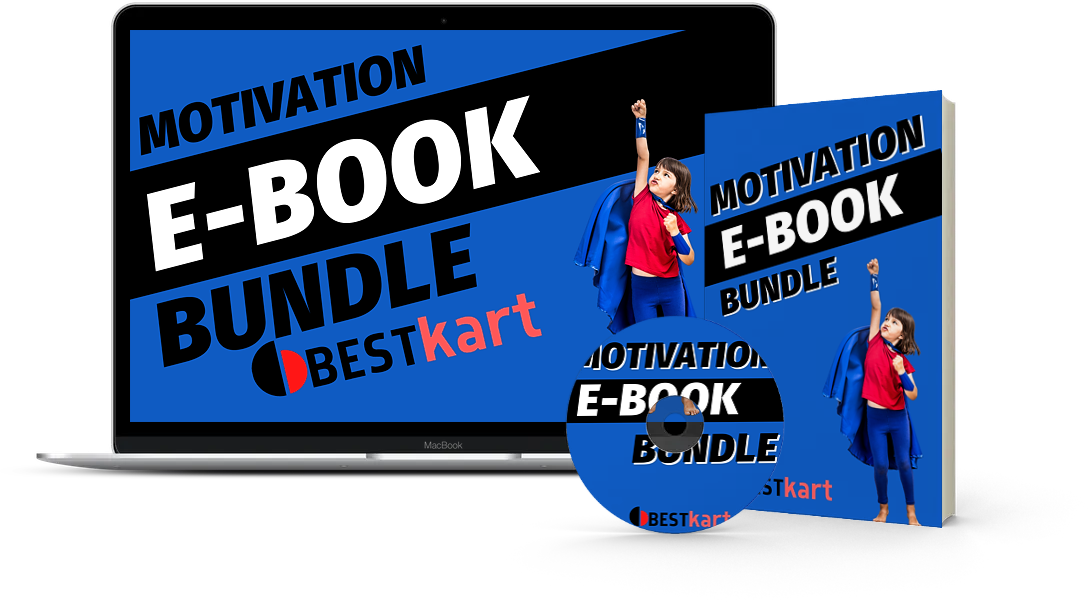 MOTIVATION
E-BOOK
BUNDLE
BESTkart
MacBook
MOTIVATION
E-BOOK
BUNDLE
STkart
MOTIVATION
E-BOOK
BUNDLE
BESTkart